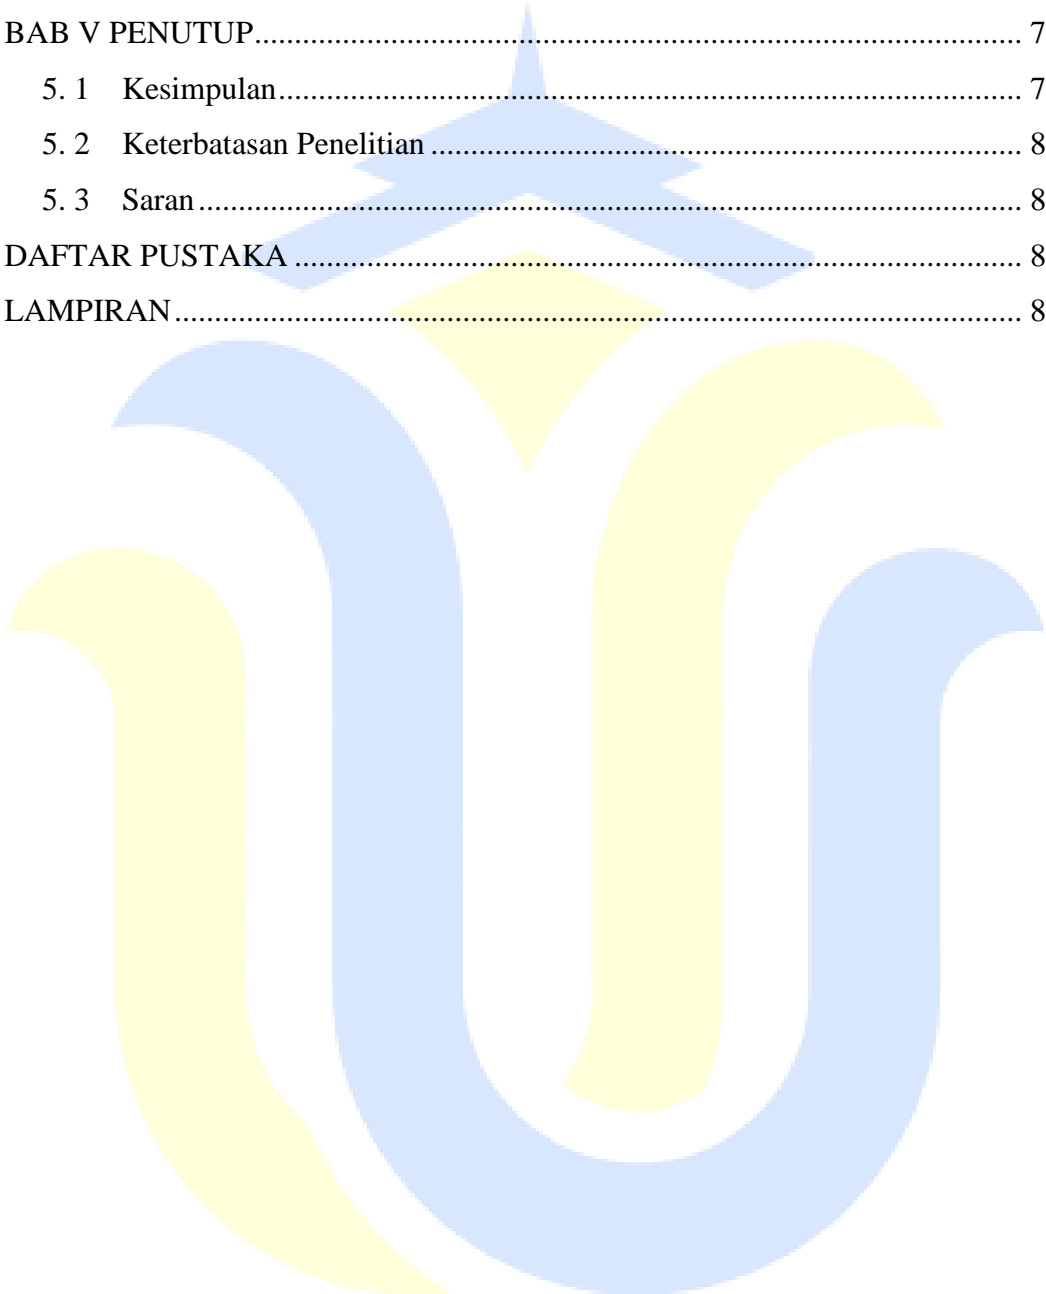 BAB V PENUTUP................................................................................................. 7
5. 1 Kesimpulan.............................................................................................. 7
5. 2 Keterbatasan Penelitian ........................................................................... 8
5. 3 Saran ........................................................................................................ 8
DAFTAR PUSTAKA ............................................................................................ 8
LAMPIRAN ........................................................................................................... 8